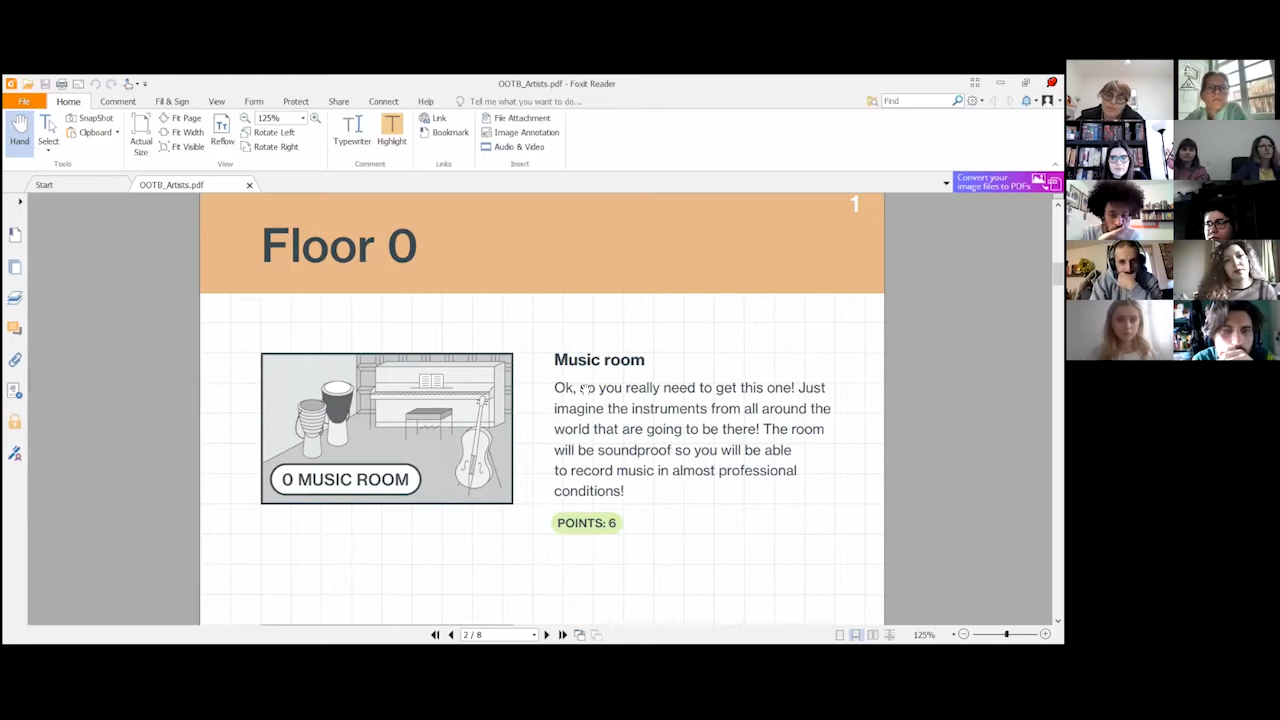 OOTB_Artists.pdf - Foxit Reader
File
Home
Comment
Fill & Sign
View
Form
Protect
Share
Connect
Help
Tell me what you want to do...
Find
Hand
Select
SnapShot
Clipboard
Tools
Actual
Size
Fit Page
Fit Width
Fit Visible
Reflow
125%
Rotate Left
Rotate Right
View
Typewriter
Highlight
Comment
Link
Bookmark
Links
File Attachment
Image Annotation
Audio & Video
Insert
Start
OOTB_Artists.pdf
Convert your
image files to PDFs
1
Floor 0
0 MUSIC ROOM
Music room
Ok, so you really need to get this one! Just
imagine the instruments from all around the
world that are going to be there! The room
will be soundproof so you will be able
to record music in almost professional
conditions!
POINTS: 6
2 / 8
125%